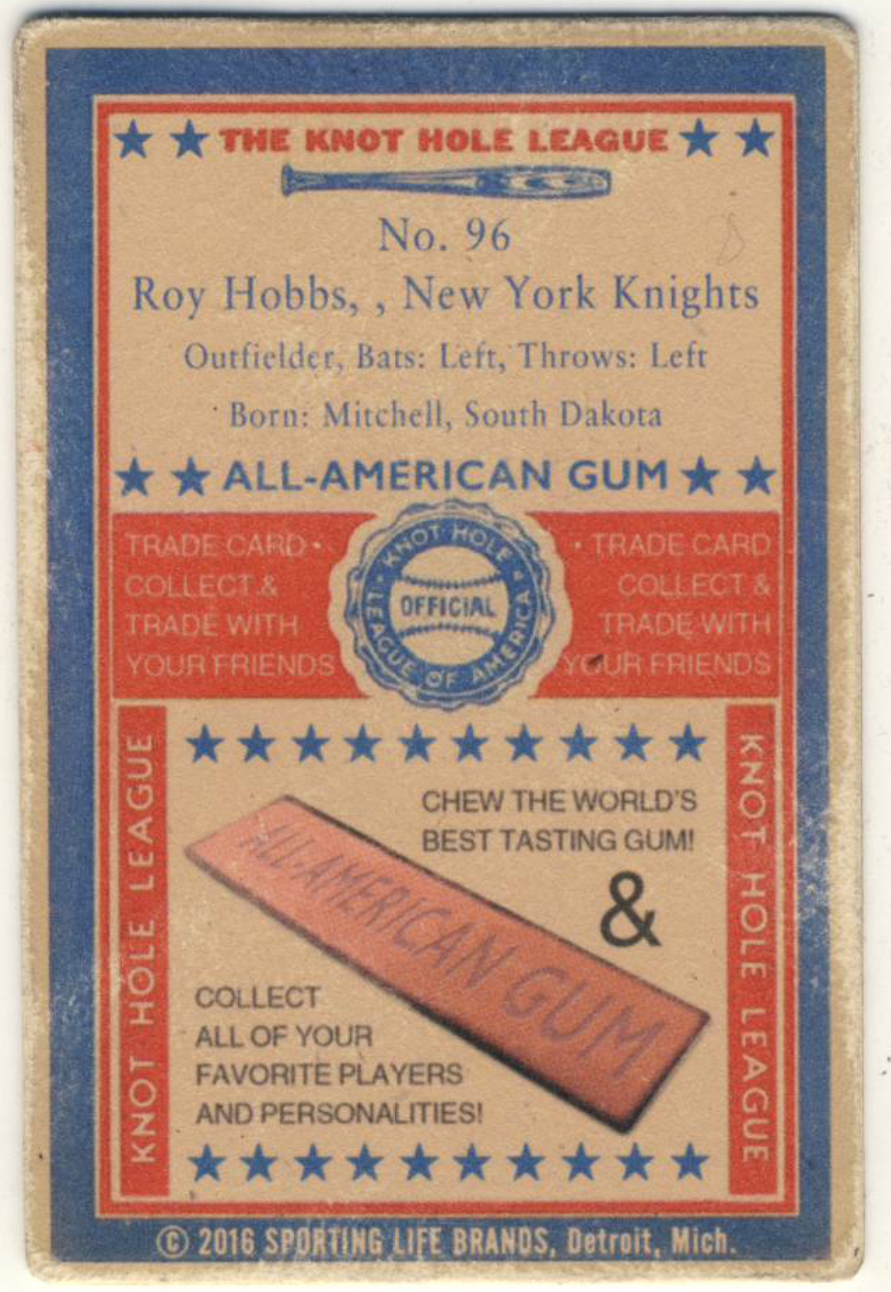 THE KNOT HOLE LEAGUE
No. 96
Roy Hobbs, , New York Knights
Outfielder, Bats: Left, Throws: Left
Born: Mitchell, South Dakota
ALL-AMERICAN GUM
TRADE CARD •
COLLECT &
TRADE WITH
YOUR FRIENDS
• KNOT HOLE •
LEAGUE OF AMERICA
OFFICIAL
• TRADE CARD
COLLECT &
TRADE WITH
YOUR FRIENDS
KNOT HOLE LEAGUE
CHEW THE WORLD'S
BEST TASTING GUM!
&
ALL-AMERICAN GUM
COLLECT
ALL OF YOUR
FAVORITE PLAYERS
AND PERSONALITIES!
KNOT HOLE LEAGUE
© 2016 SPORTING LIFE BRANDS, Detroit, Mich.